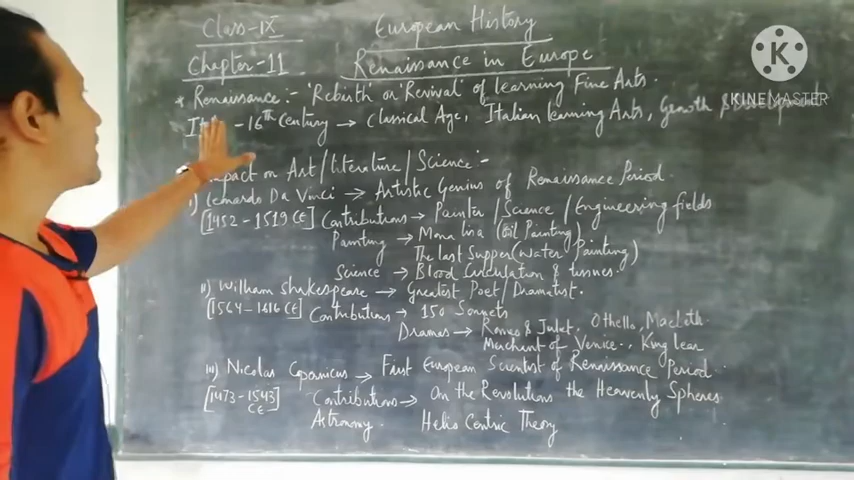 Class-IX European History
Chapter-11 Renaissance in Europe
* Renaissance:- 'Rebirth' or 'Revival' of learning Fine Arts.
-16th Century → Classical Age, Italian learning Arts, Growth &
on Art/literature/Science:-
i) Leonardo Da Vinci → Artistic Genius of Renaissance Period.
[1452-1519 CE] Contributions → Painter/Science/Engineering fields
Painting → Mona lisa (Oil Painting)
The last Supper (Water Painting)
Science → Blood Circulation & tissues.
ii) William Shakespeare → Greatest Poet/Dramatist.
[1564-1616 CE] Contributions → 150 Sonnets
Dramas → Romeo & Juliet, Othello, Macbeth.
Merchant of Venice.. King lear
iii) Nicolas Copernicus → First European Scientist of Renaissance Period.
[1473-1543 CE] Contributions → On the Revolutions the Heavenly Spheres
Astronomy. Helio Centric Theory
KINEMASTER